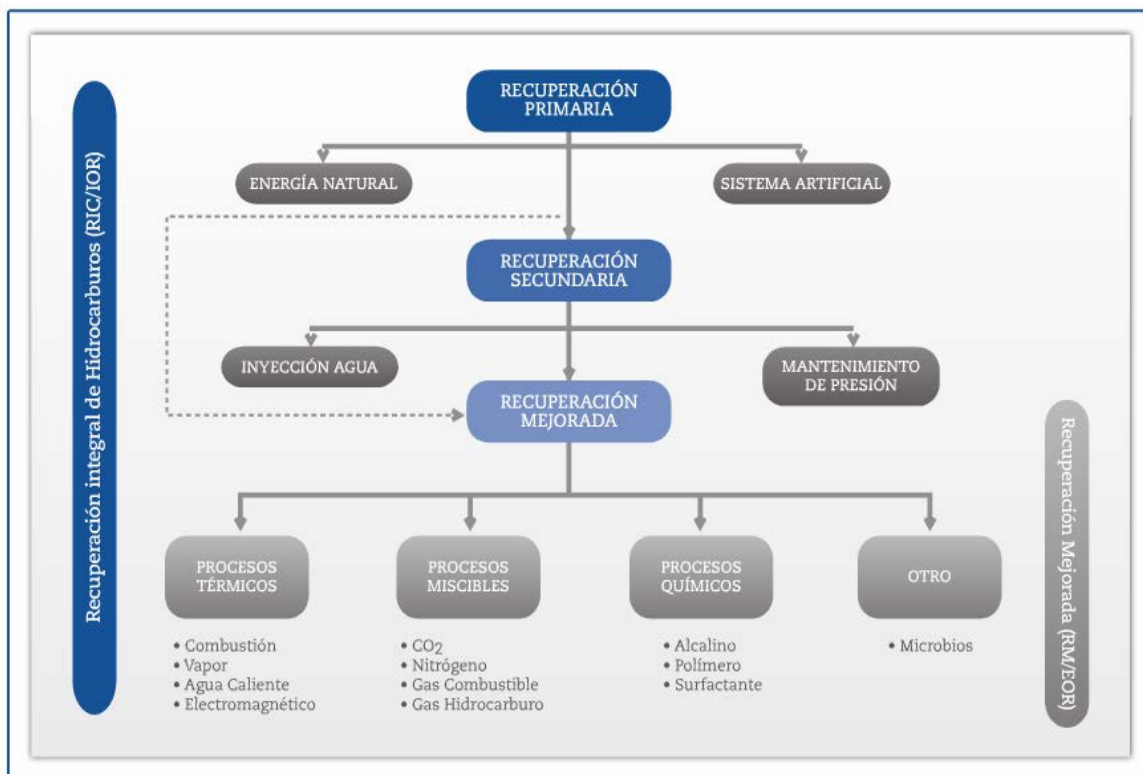 Recuperación integral de Hidrocarburos (RIC/IOR)
RECUPERACIÓN
PRIMARIA
ENERGÍA NATURAL
SISTEMA ARTIFICIAL
RECUPERACIÓN
SECUNDARIA
INYECCIÓN AGUA
MANTENIMIENTO
DE PRESIÓN
RECUPERACIÓN
MEJORADA
Recuperación Mejorada (RM/EOR)
PROCESOS
TÉRMICOS
• Combustión
• Vapor
• Agua Caliente
• Electromagnético
PROCESOS
MISCIBLES
• CO2
• Nitrógeno
• Gas Combustible
• Gas Hidrocarburo
PROCESOS
QUÍMICOS
• Alcalino
• Polímero
• Surfactante
OTRO
• Microbios